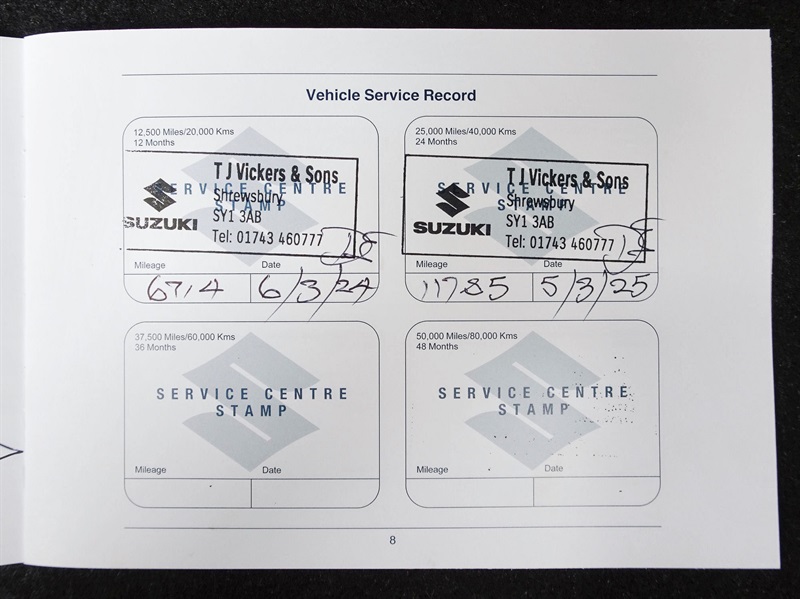 Vehicle Service Record
12,500 Miles/20,000 Kms
12 Months
SERVICE CENTRE
STAMP
T J Vickers & Sons
Shrewsbury
SY1 3AB
Tel: 01743 460777
SUZUKI
Mileage
Date
6714
6/3/24
25,000 Miles/40,000 Kms
24 Months
SERVICE CENTRE
STAMP
T J Vickers & Sons
Shrewsbury
SY1 3AB
Tel: 01743 460777
SUZUKI
Mileage
Date
11785
5/3/25
37,500 Miles/60,000 Kms
36 Months
SERVICE CENTRE
STAMP
Mileage
Date
50,000 Miles/80,000 Kms
48 Months
SERVICE CENTRE
STAMP
Mileage
Date
8